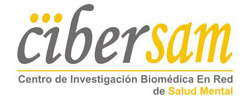 cibersam
Centro de Investigación Biomédica En Red
de Salud Mental